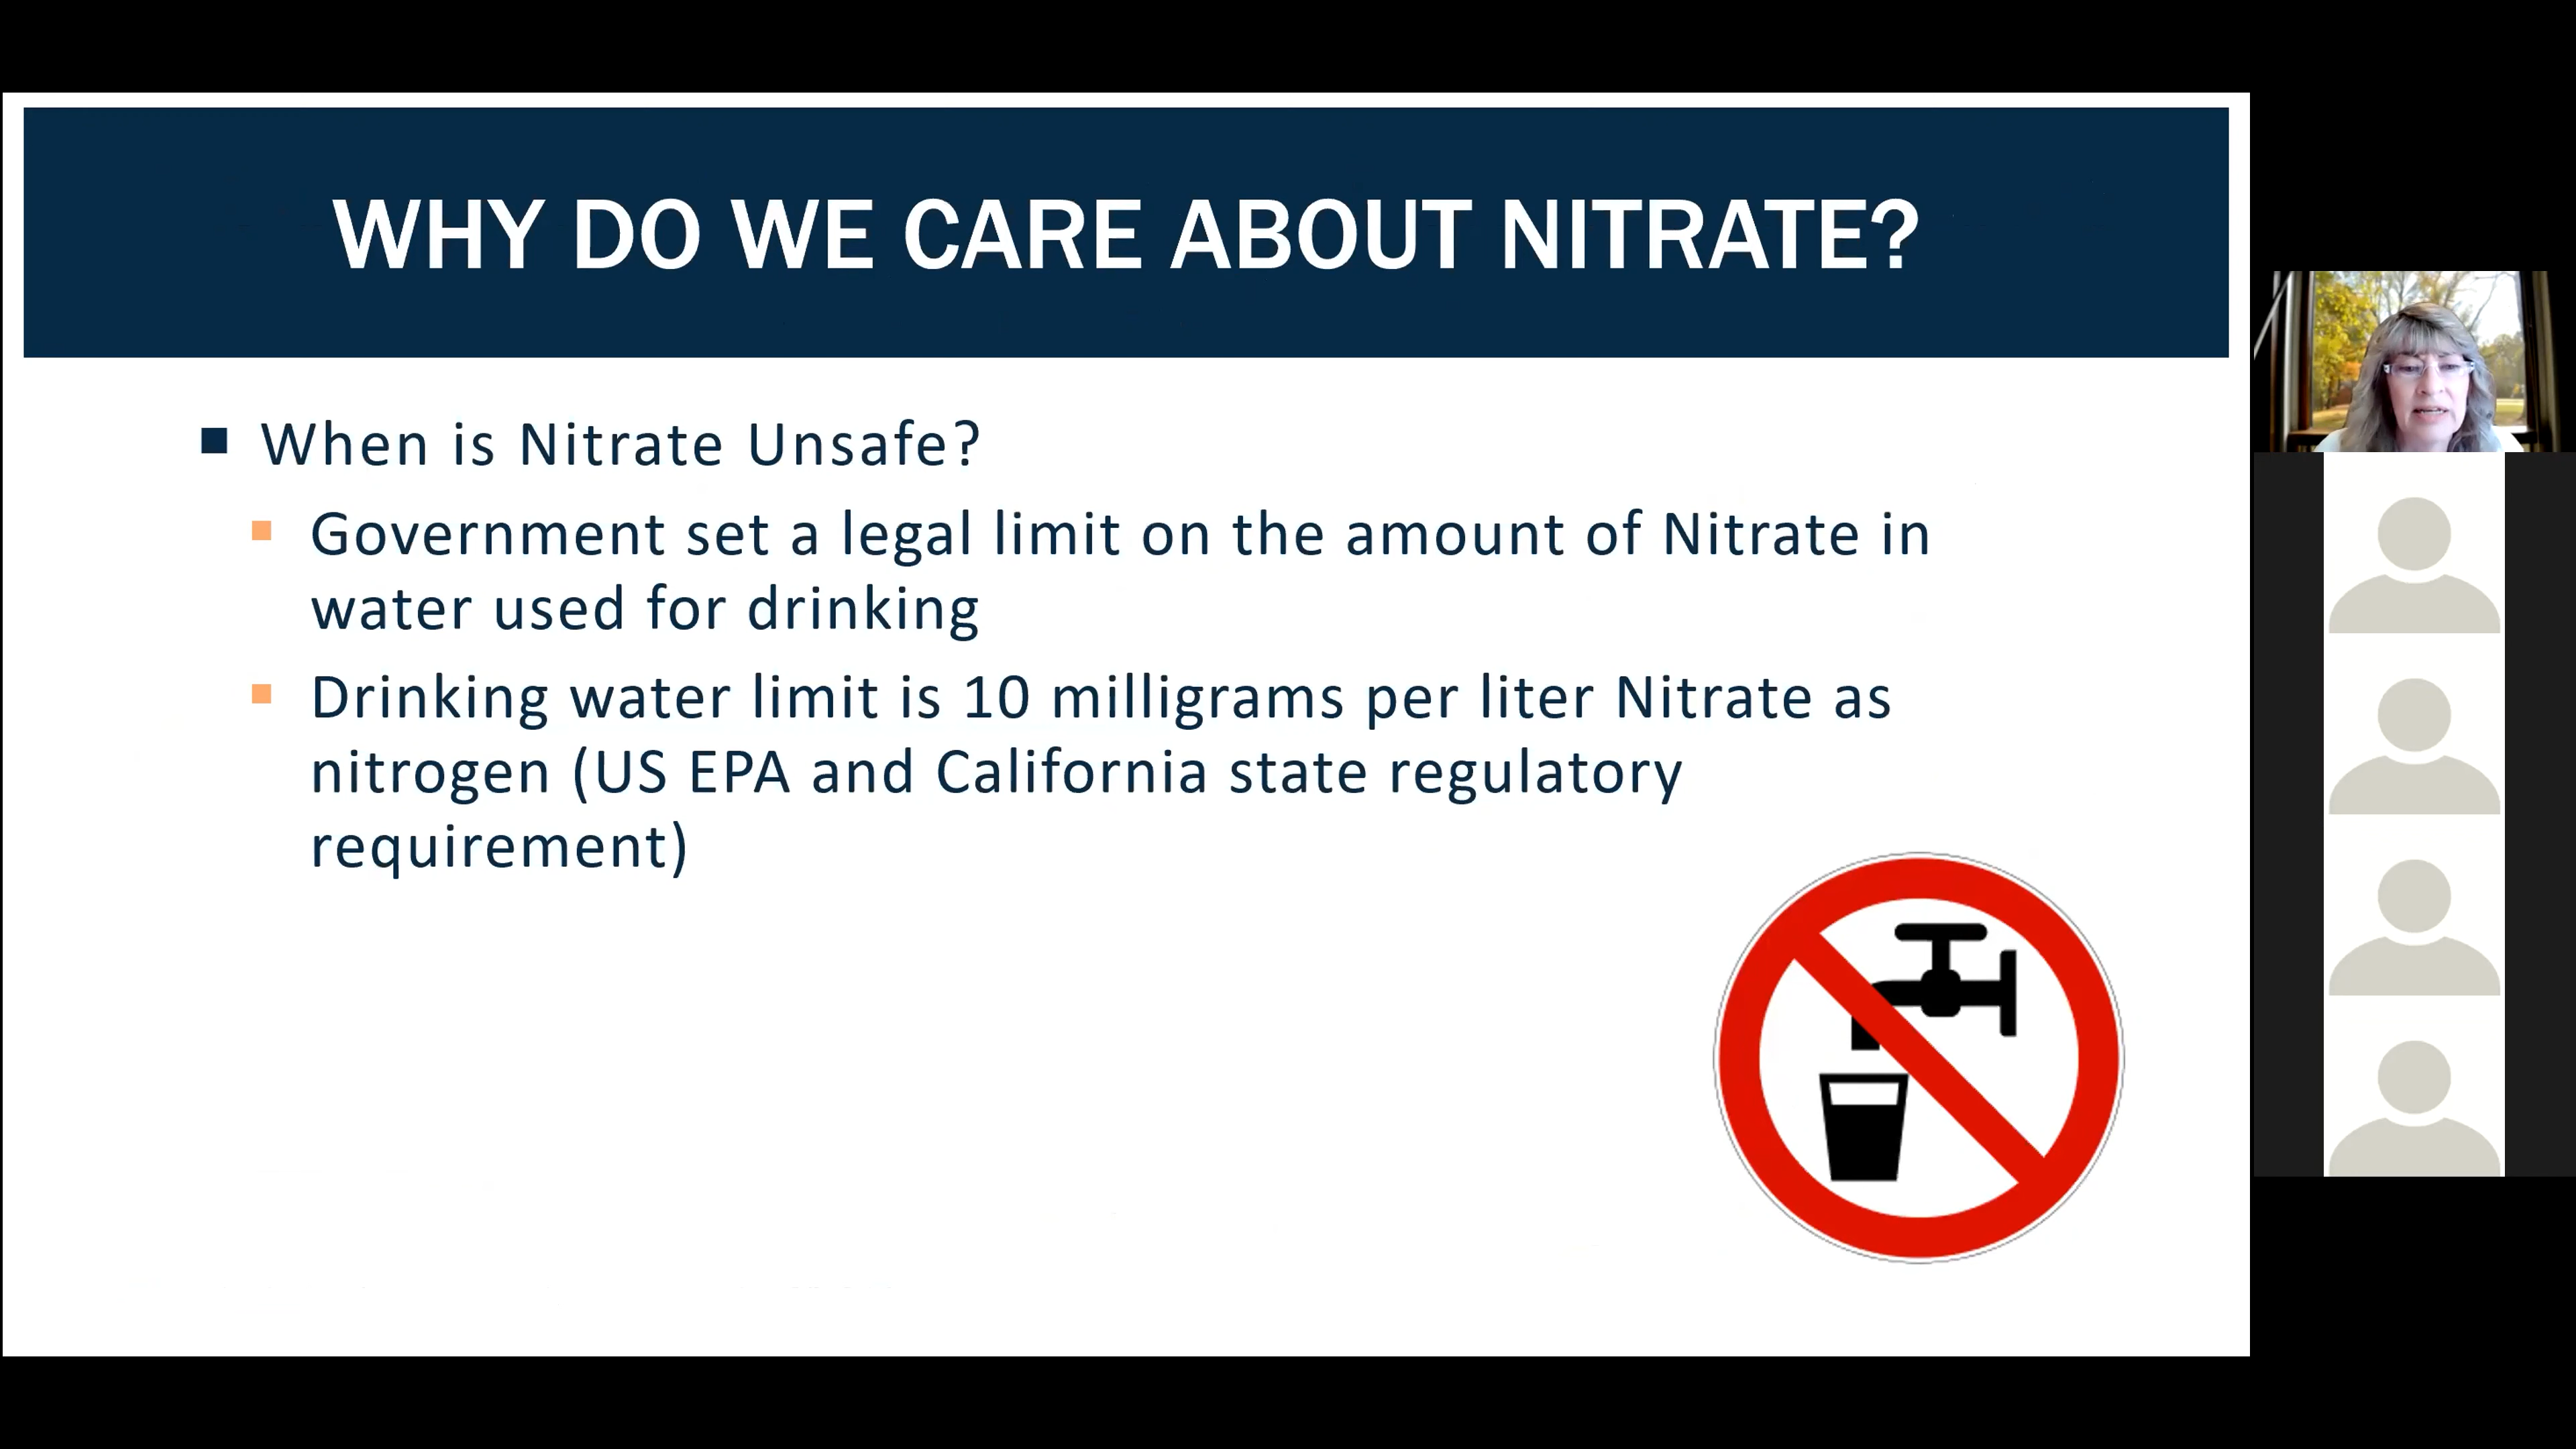 WHY DO WE CARE ABOUT NITRATE?
When is Nitrate Unsafe?
Government set a legal limit on the amount of Nitrate in
water used for drinking
Drinking water limit is 10 milligrams per liter Nitrate as
nitrogen (US EPA and California state regulatory
requirement)